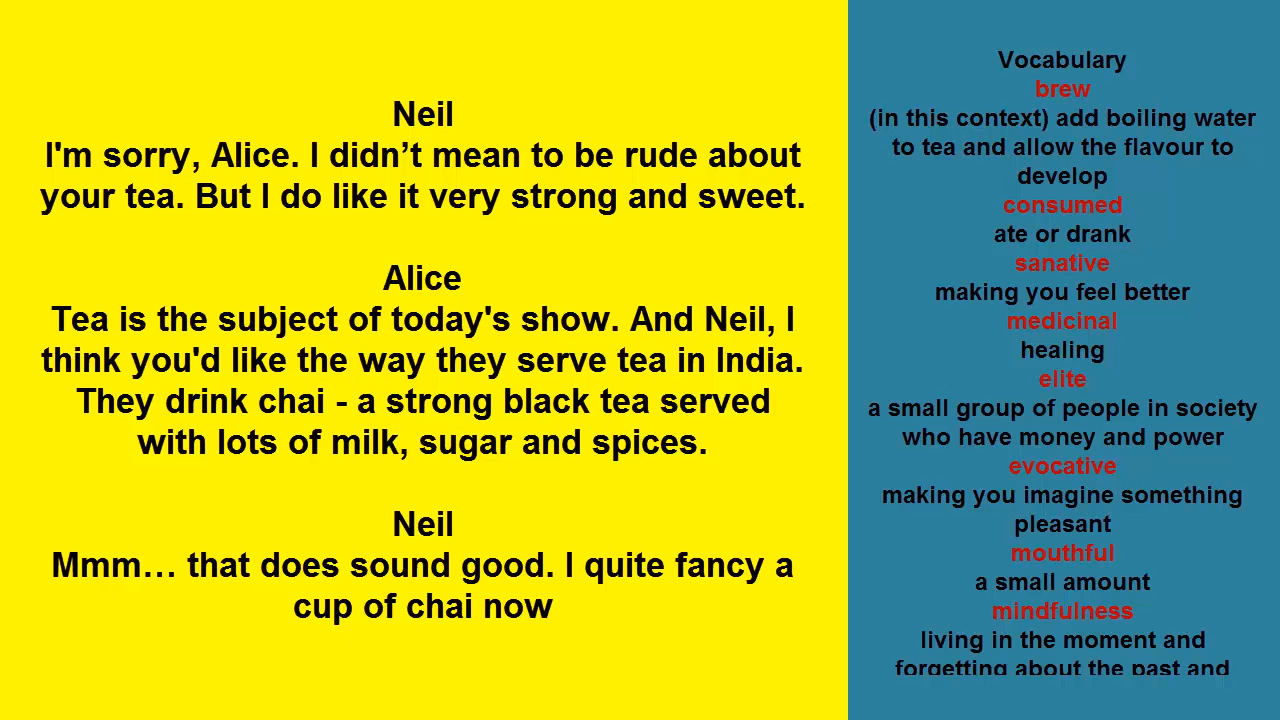 Neil
I'm sorry, Alice. I didn’t mean to be rude about
your tea. But I do like it very strong and sweet.
Alice
Tea is the subject of today's show. And Neil, I
think you'd like the way they serve tea in India.
They drink chai - a strong black tea served
with lots of milk, sugar and spices.
Neil
Mmm… that does sound good. I quite fancy a
cup of chai now
Vocabulary
brew
(in this context) add boiling water
to tea and allow the flavour to
develop
consumed
ate or drank
sanative
making you feel better
medicinal
healing
elite
a small group of people in society
who have money and power
evocative
making you imagine something
pleasant
mouthful
a small amount
mindfulness
living in the moment and
forgetting about the past and